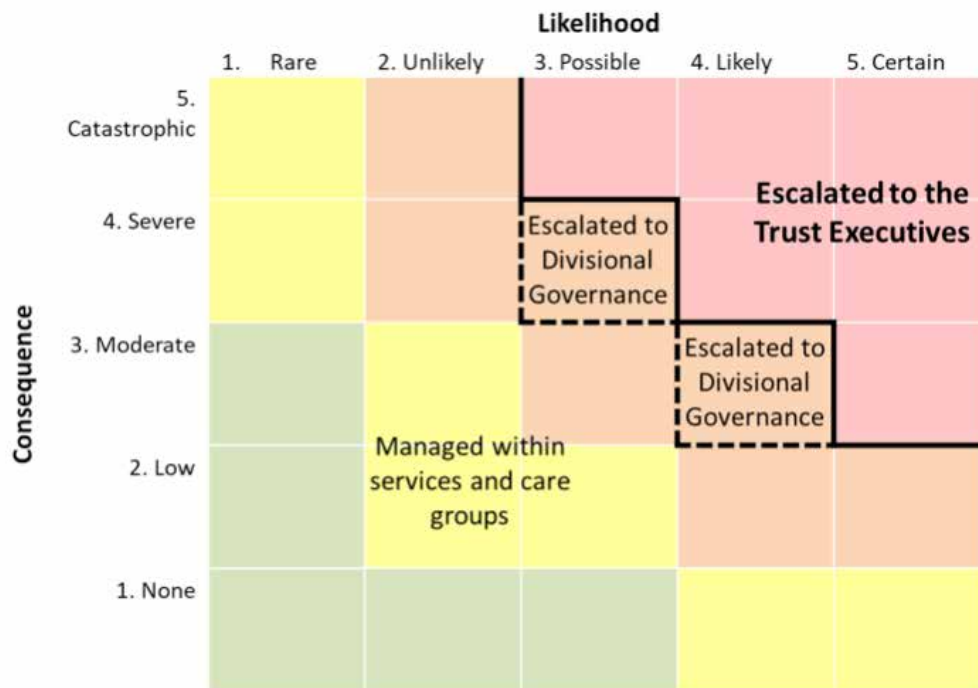 Likelihood
1. Rare 2. Unlikely 3. Possible 4. Likely 5. Certain
Consequence
5.
Catastrophic
4. Severe
3. Moderate
2. Low
1. None
Escalated to the
Trust Executives
Escalated to
Divisional
Governance
Escalated to
Divisional
Governance
Managed within
services and care
groups